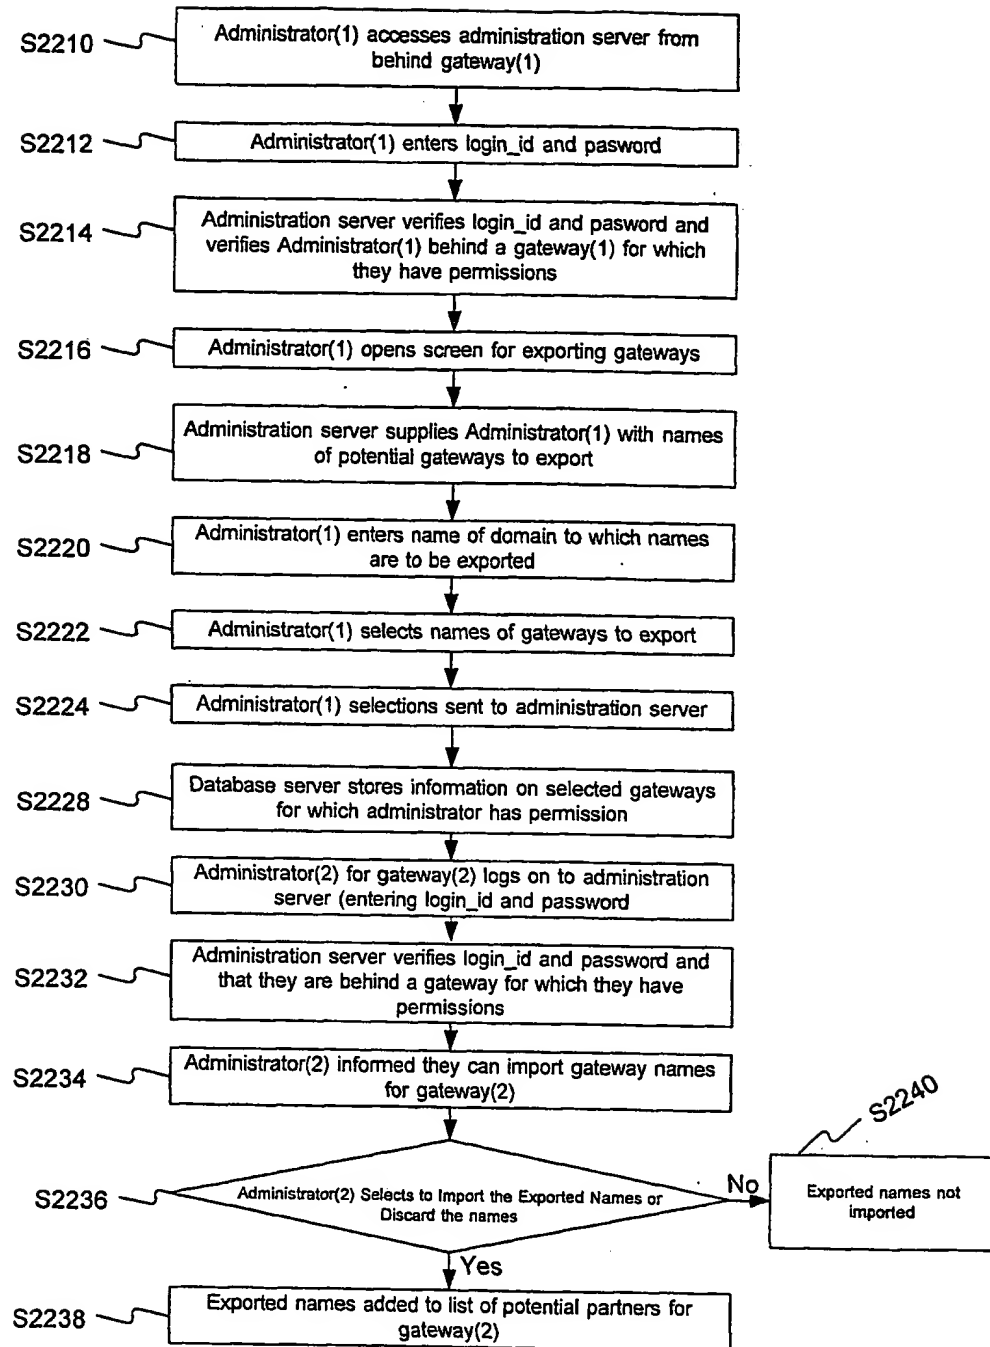 S2210
Administrator(1) accesses administration server from
behind gateway(1)
S2212
Administrator(1) enters login_id and pasword
S2214
Administration server verifies login_id and pasword and
verifies Administrator(1) behind a gateway(1) for which
they have permissions
S2216
Administrator(1) opens screen for exporting gateways
S2218
Administration server supplies Administrator(1) with names
of potential gateways to export
S2220
Administrator(1) enters name of domain to which names
are to be exported
S2222
Administrator(1) selects names of gateways to export
S2224
Administrator(1) selections sent to administration server
S2228
Database server stores information on selected gateways
for which administrator has permission
S2230
Administrator(2) for gateway(2) logs on to administration
server (entering login_id and password
S2232
Administration server verifies login_id and password and
that they are behind a gateway for which they have
permissions
S2234
Administrator(2) informed they can import gateway names
for gateway(2)
S2236
Administrator(2) Selects to Import the Exported Names or
Discard the names
No
S2240
Exported names not
imported
Yes
S2238
Exported names added to list of potential partners for
gateway(2)